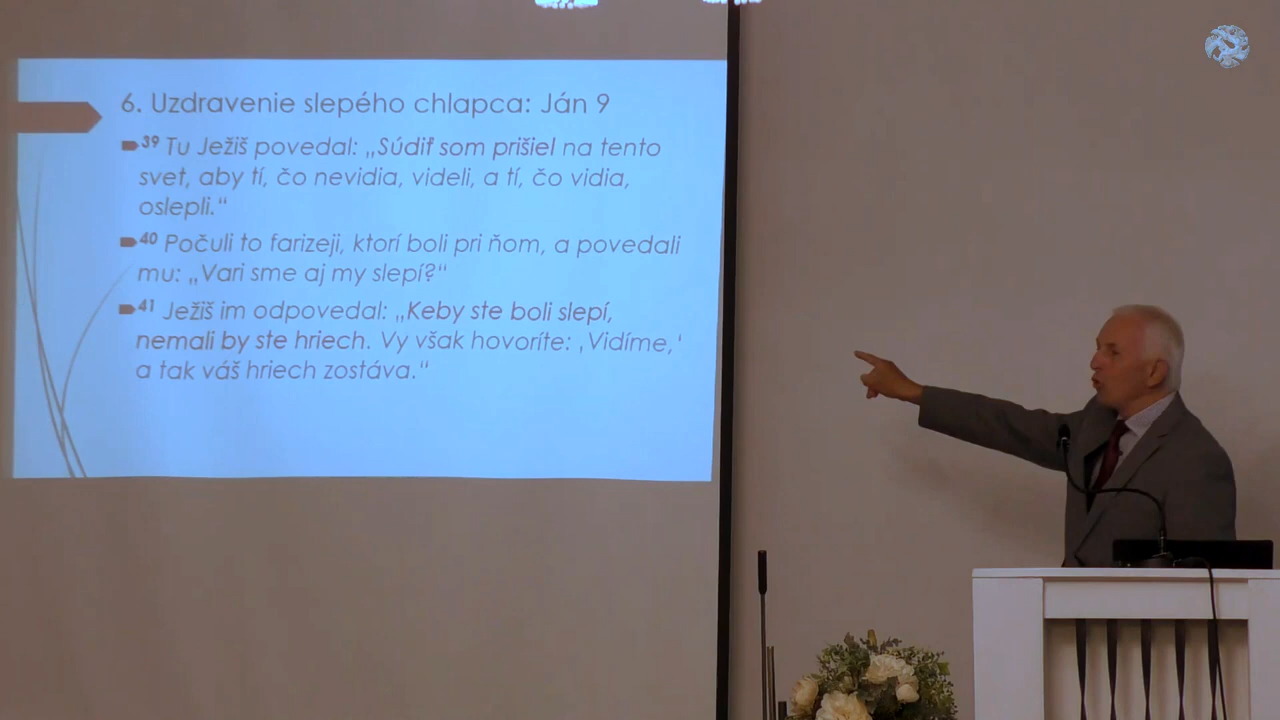 6. Uzdravenie slepého chlapca: Ján 9
39 Tu Ježiš povedal: „Súdiť som prišiel na tento
svet, aby tí, čo nevidia, videli, a tí, čo vidia,
oslepli.“
40 Počuli to farizeji, ktorí boli pri ňom, a povedali
mu: „Vari sme aj my slepí?“
41 Ježiš im odpovedal: „Keby ste boli slepí,
nemali by ste hriech. Vy však hovoríte: ‚Vidíme,‘
a tak váš hriech zostáva.“